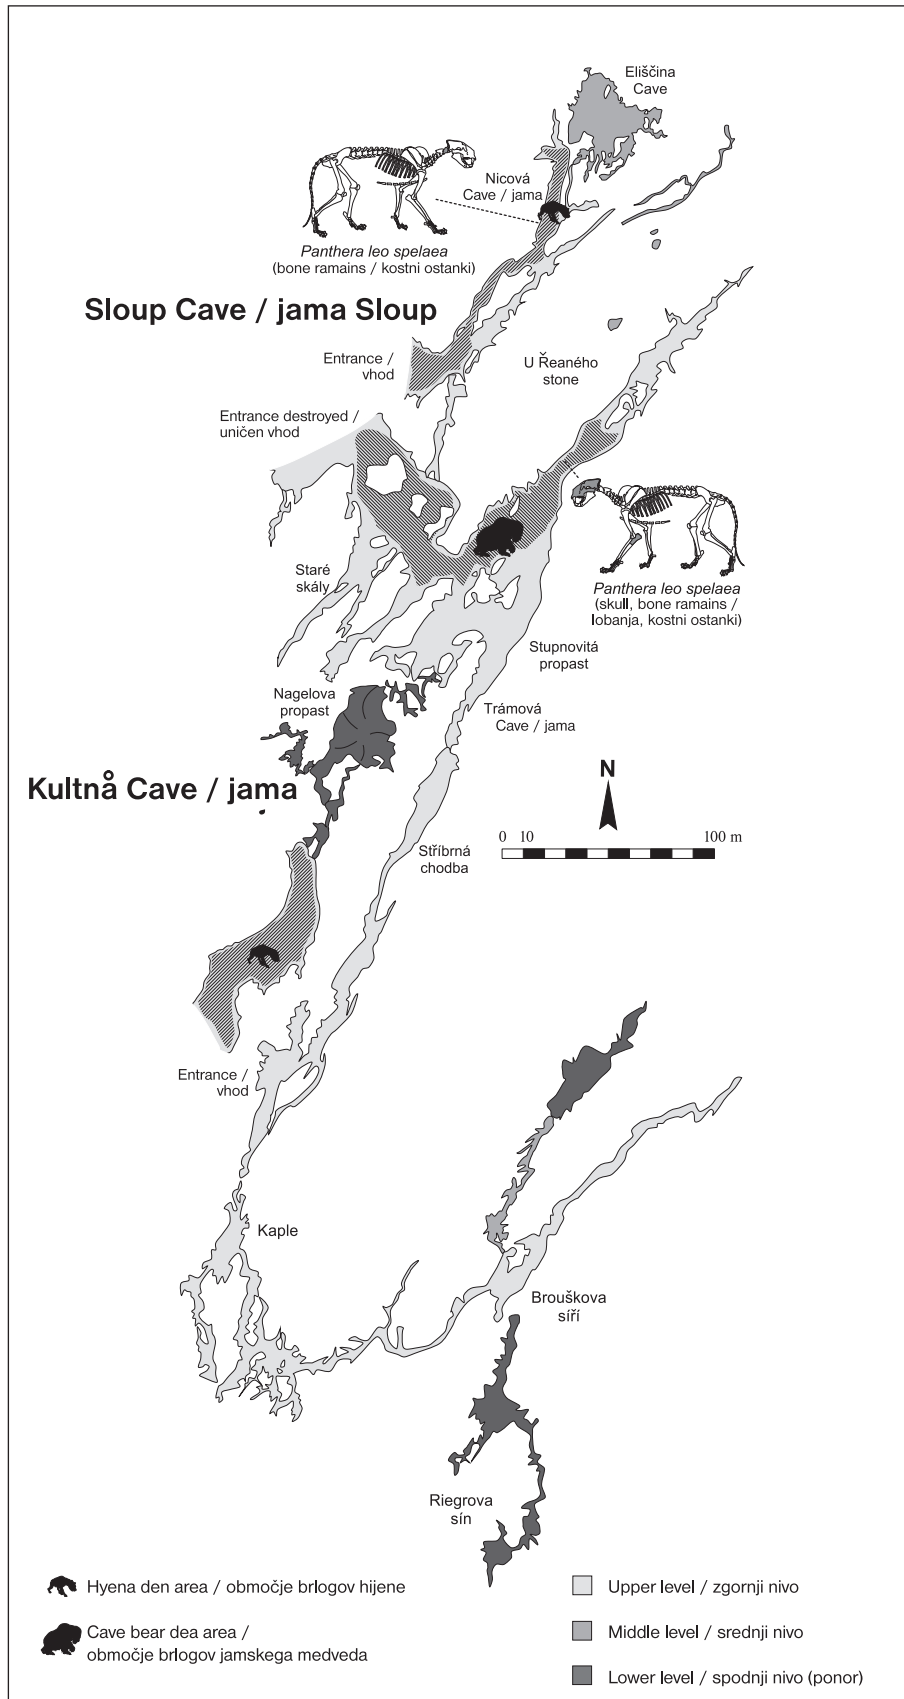 Eliščina
Cave
Nicová
Cave / jama
Panthera leo spelaea
(bone ramains / kostni ostanki)
Sloup Cave / jama Sloup
Entrance /
vhod
U Řeaného
stone
Entrance destroyed /
uničen vhod
Staré
skály
Panthera leo spelaea
(skull, bone ramains /
lobanja, kostni ostanki)
Stupnovitá
propast
Nagelova
propast
Trámová
Cave / jama
Kultnå Cave / jama
N
0 10 100 m
Stříbrná
chodba
Entrance /
vhod
Kaple
Brouškova
síří
Riegrova
sín
Hyena den area / območje brlogov hijene
Cave bear dea area /
območje brlogov jamskega medveda
Upper level / zgornji nivo
Middle level / srednji nivo
Lower level / spodnji nivo (ponor)